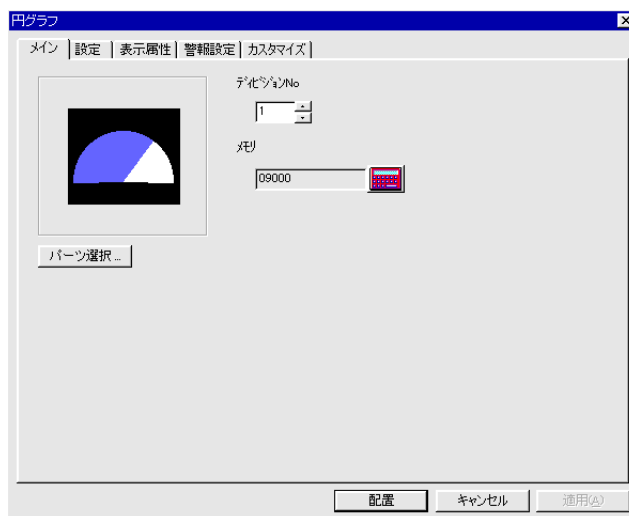 円グラフ
メイン 設定 表示属性 警報設定 カスタマイズ
ディビジョンNo
1
メモリ
09000
パーツ選択...
配置 キャンセル 適用(A)